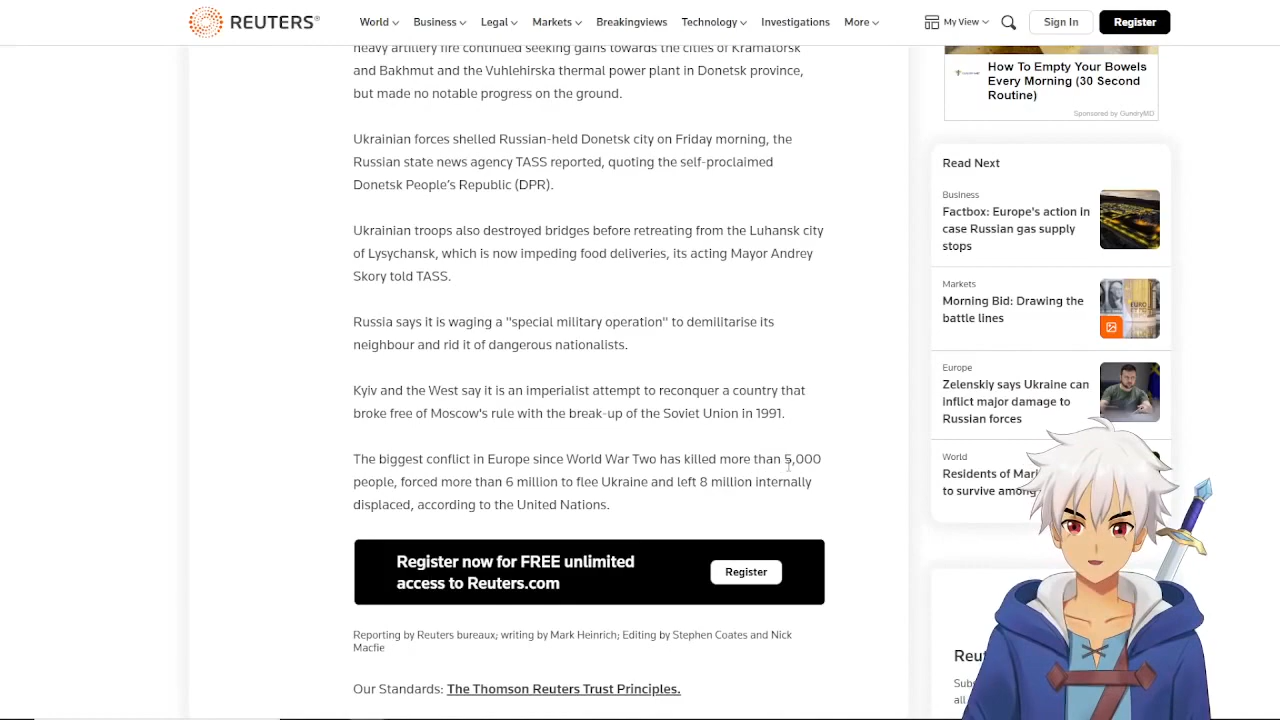 REUTERS®
World
Business
Legal
Markets
Breakingviews
Technology
Investigations
More
My View
Sign In
Register
heavy artillery fire continued seeking gains towards the cities of Kramatorsk
and Bakhmut and the Vuhlehirska thermal power plant in Donetsk province,
but made no notable progress on the ground.
Ukrainian forces shelled Russian-held Donetsk city on Friday morning, the
Russian state news agency TASS reported, quoting the self-proclaimed
Donetsk People's Republic (DPR).
Ukrainian troops also destroyed bridges before retreating from the Luhansk city
of Lysychansk, which is now impeding food deliveries, its acting Mayor Andrey
Skory told TASS.
Russia says it is waging a "special military operation" to demilitarise its
neighbour and rid it of dangerous nationalists.
Kyiv and the West say it is an imperialist attempt to reconquer a country that
broke free of Moscow's rule with the break-up of the Soviet Union in 1991.
The biggest conflict in Europe since World War Two has killed more than 5,000
people, forced more than 6 million to flee Ukraine and left 8 million internally
displaced, according to the United Nations.
Register now for FREE unlimited
access to Reuters.com
Register
Reporting by Reuters bureaux; writing by Mark Heinrich; Editing by Stephen Coates and Nick
Macfie
Our Standards: The Thomson Reuters Trust Principles.
How To Empty Your Bowels
Every Morning (30 Second
Routine)
Sponsored by GundryMD
Read Next
Business
Factbox: Europe's action in
case Russian gas supply
stops
Markets
Morning Bid: Drawing the
battle lines
EURO
Europe
Zelenskiy says Ukraine can
inflict major damage to
Russian forces
World
Residents of Mari
to survive among
Reut
Subs
all